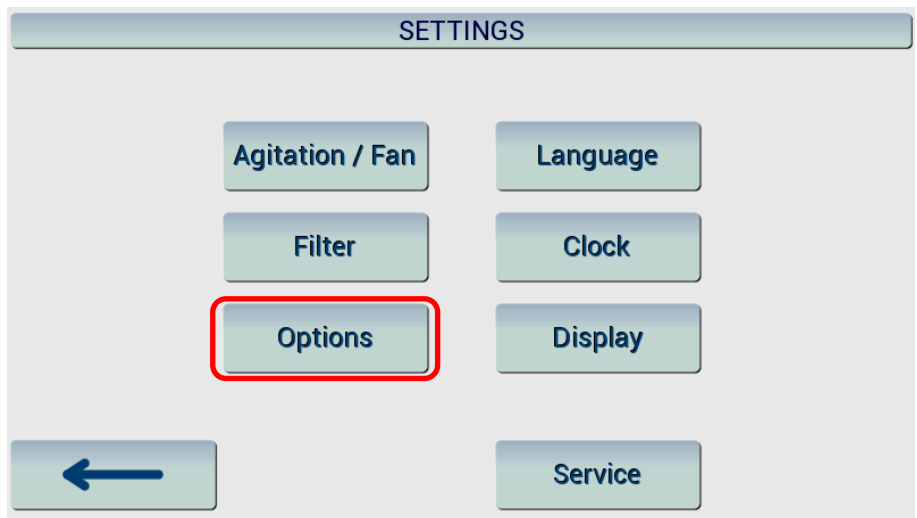 SETTINGS
Agitation / Fan
Language
Filter
Clock
Options
Display
Service